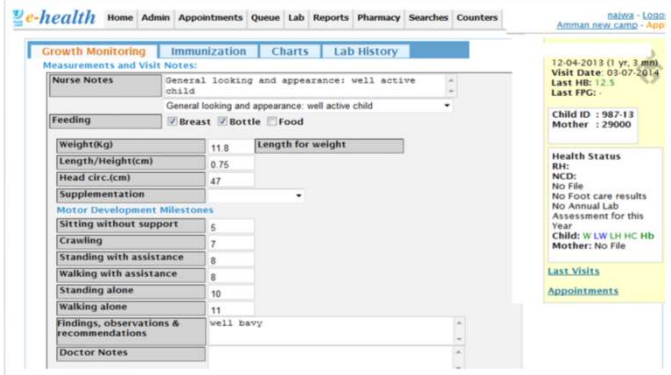 e-health Home Admin Appointments Queue Lab Reports Pharmacy Searches Counters
najwa - Logo
Amman new camp - App
Growth Monitoring Immunization Charts Lab History
Measurements and Visit Notes:
Nurse Notes General looking and appearance: well active
child
General looking and appearance: well active child
Feeding Breast Bottle Food
Weight(Kg) 11.8 Length for weight
Length/Height(cm) 0.75
Head circ.(cm) 47
Supplementation
Motor Development Milestones
Sitting without support 5
Crawling 7
Standing with assistance 8
Walking with assistance 8
Standing alone 10
Walking alone 11
Findings, observations & well bavy
recommendations
Doctor Notes
12-04-2013 (1 yr, 3 mn)
Visit Date: 03-07-2014
Last HB: 12.5
Last FPG: -
Child ID : 987-13
Mother : 29000
Health Status
RH:
NCD:
No File
No Foot care results
No Annual Lab
Assessment for this
Year
Child: W LW LH HC Hb
Mother: No File
Last Visits
Appointments